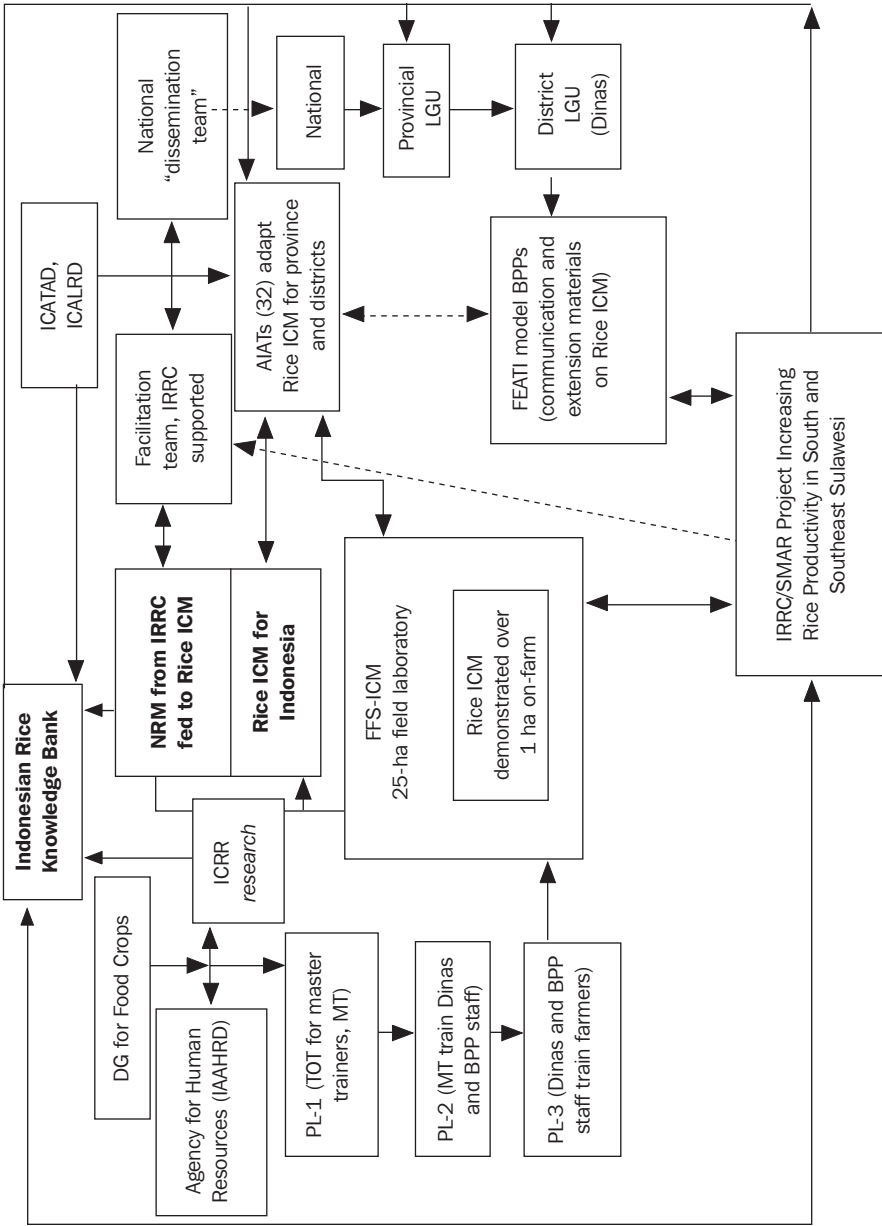 Indonesian Rice
Knowledge Bank
DG for Food Crops
ICATAD,
ICALRD
Agency for Human
Resources (IAAHRD)
ICRR
research
NRM from IRRC
fed to Rice ICM
Rice ICM for
Indonesia
Facilitation
team, IRRC
supported
National
“dissemination
team”
PL-1 (TOT for master
trainers, MT)
AIATs (32) adapt
Rice ICM for province
and districts
National
PL-2 (MT train Dinas
and BPP staff)
FFS-ICM
25-ha field laboratory
Rice ICM
demonstrated over
1 ha on-farm
Provincial
LGU
PL-3 (Dinas and BPP
staff train farmers)
FEATI model BPPs
(communication and
extension materials
on Rice ICM)
District
LGU
(Dinas)
IRRC/SMAR Project Increasing
Rice Productivity in South and
Southeast Sulawesi